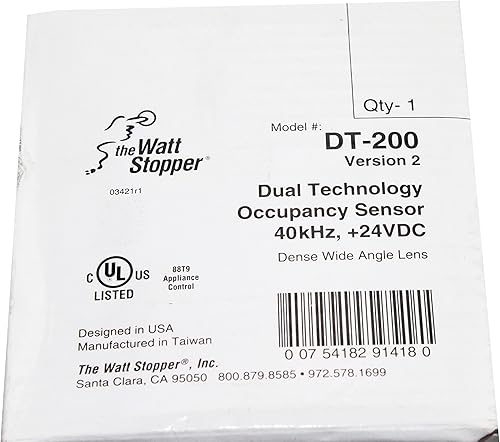 Qty- 1
Model #:
DT-200
Version 2
the Watt
Stopper®
03421r1
Dual Technology
Occupancy Sensor
40kHz, +24VDC
Dense Wide Angle Lens
C UL US
LISTED
88T9
Appliance
Control
0 07 54182 91418 0
Designed in USA
Manufactured in Taiwan
The Watt Stopper®, Inc.
Santa Clara, CA 95050 800.879.8585 • 972.578.1699